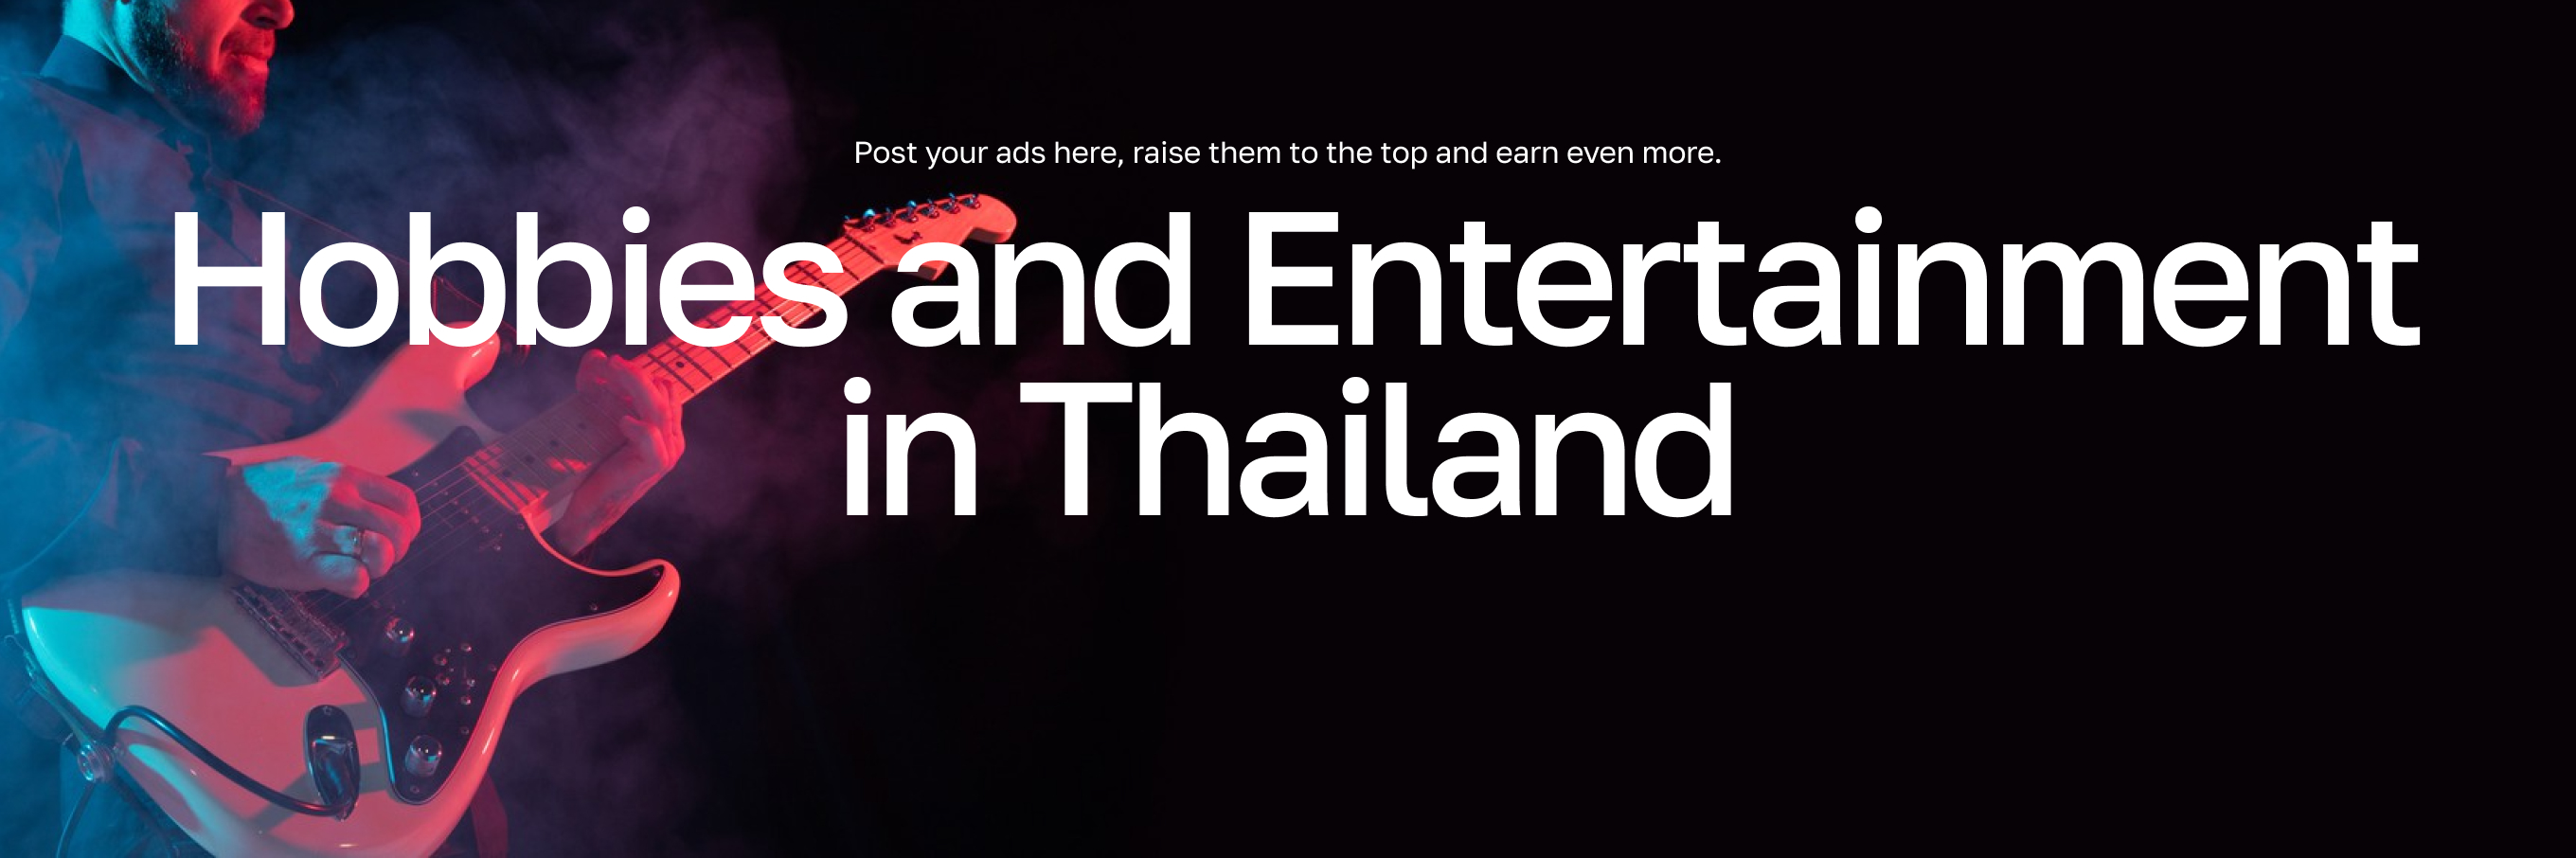 Post your ads here, raise them to the top and earn even more.
Hobbies and Entertainment
in Thailand